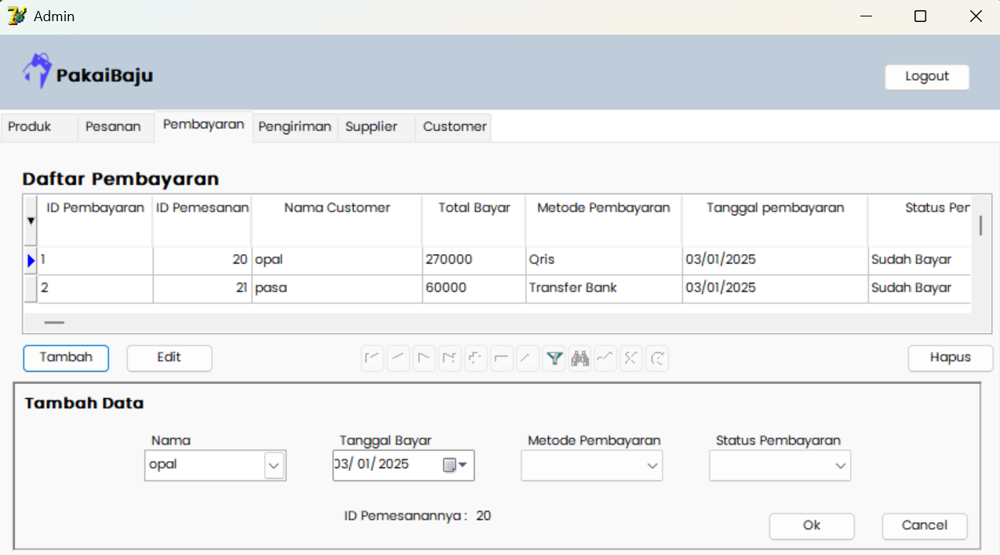 Admin
PakaiBaju
Logout
Produk Pesanan Pembayaran Pengiriman Supplier Customer
Daftar Pembayaran
ID Pembayaran ID Pemesanan Nama Customer Total Bayar Metode Pembayaran Tanggal pembayaran Status Per
1 20 opal 270000 Qris 03/01/2025 Sudah Bayar
2 21 pasa 60000 Transfer Bank 03/01/2025 Sudah Bayar
Tambah Edit Hapus
Tambah Data
Nama Tanggal Bayar Metode Pembayaran Status Pembayaran
opal 03/ 01/ 2025
ID Pemesanannya : 20
Ok Cancel